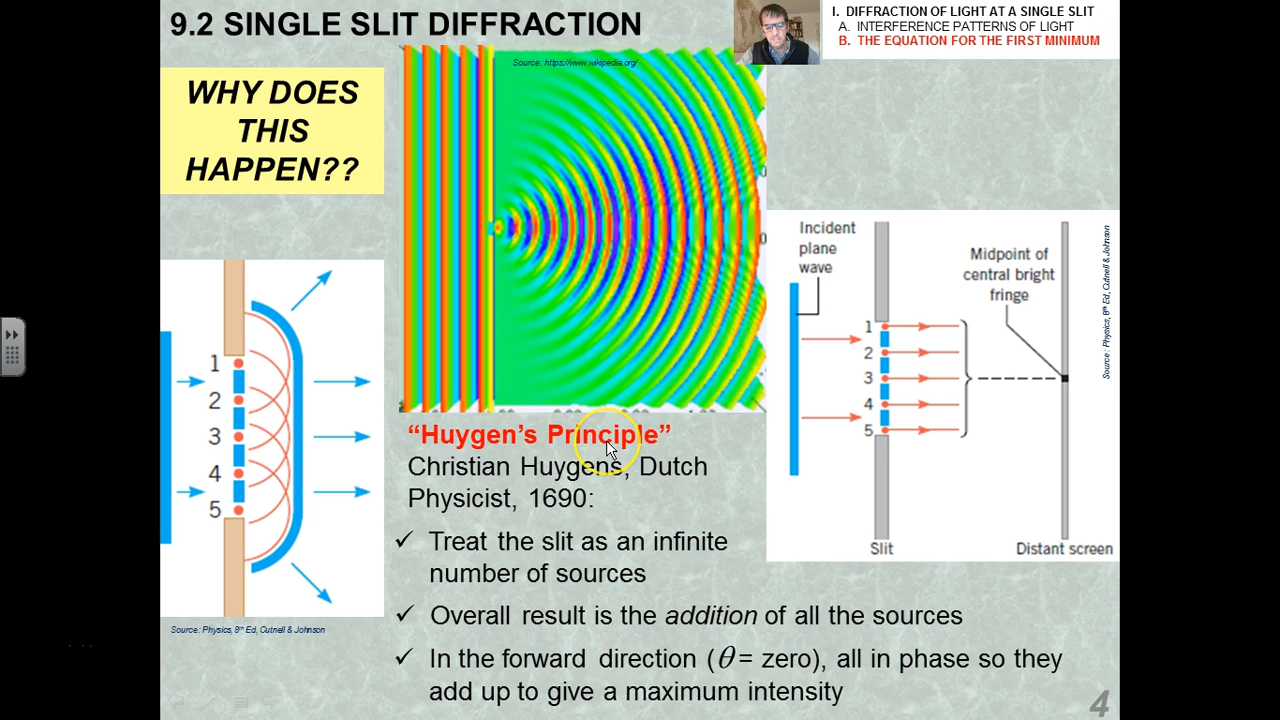 9.2 SINGLE SLIT DIFFRACTION
I. DIFFRACTION OF LIGHT AT A SINGLE SLIT
A. INTERFERENCE PATTERNS OF LIGHT
B. THE EQUATION FOR THE FIRST MINIMUM
WHY DOES
THIS
HAPPEN??
Source: https://www.wikipedia.org/
1
2
3
4
5
Source: Physics, 8th Ed, Cutnell & Johnson
Incident
plane
wave
Midpoint of
central bright
fringe
1
2
3
4
5
Slit
Distant screen
Source: Physics, 8th Ed, Cutnell & Johnson
“Huygen’s Principle”
Christian Huygens, Dutch
Physicist, 1690:
✓ Treat the slit as an infinite
number of sources
✓ Overall result is the addition of all the sources
✓ In the forward direction (θ = zero), all in phase so they
add up to give a maximum intensity
4